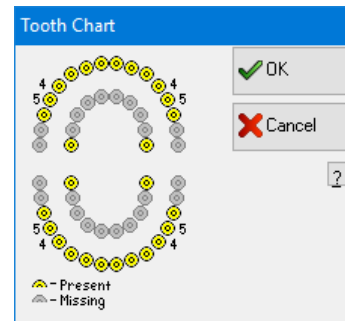 Tooth Chart
OK
4 4
5 5
Cancel
?
5 5
4 4
- Present
- Missing